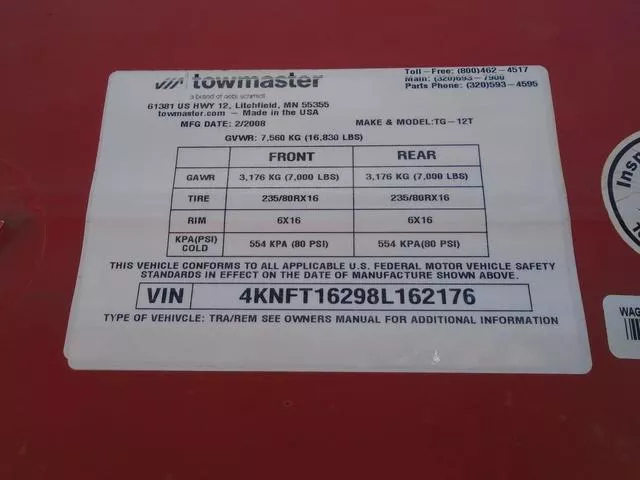 towmaster
a brand of aebi schmidt
61381 US HWY 12, Litchfield, MN 55355
towmaster.com - Made in the USA
Toll-Free: (800)462-4517
Main: (320)693-7900
Parts Phone: (320)593-4595
MFG DATE: 2/2008
MAKE & MODEL: TG-12T
GVWR: 7,560 KG (16,830 LBS)
FRONT REAR
GAWR 3,176 KG (7,000 LBS) 3,176 KG (7,000 LBS)
TIRE 235/80RX16 235/80RX16
RIM 6X16 6X16
KPA(PSI) COLD 554 KPA (80 PSI) 554 KPA(80 PSI)
THIS VEHICLE CONFORMS TO ALL APPLICABLE U.S. FEDERAL MOTOR VEHICLE SAFETY
STANDARDS IN EFFECT ON THE DATE OF MANUFACTURE SHOWN ABOVE.
VIN 4KNFT16298L162176
TYPE OF VEHIVCLE: TRA/REM SEE OWNERS MANUAL FOR ADDITIONAL INFORMATION